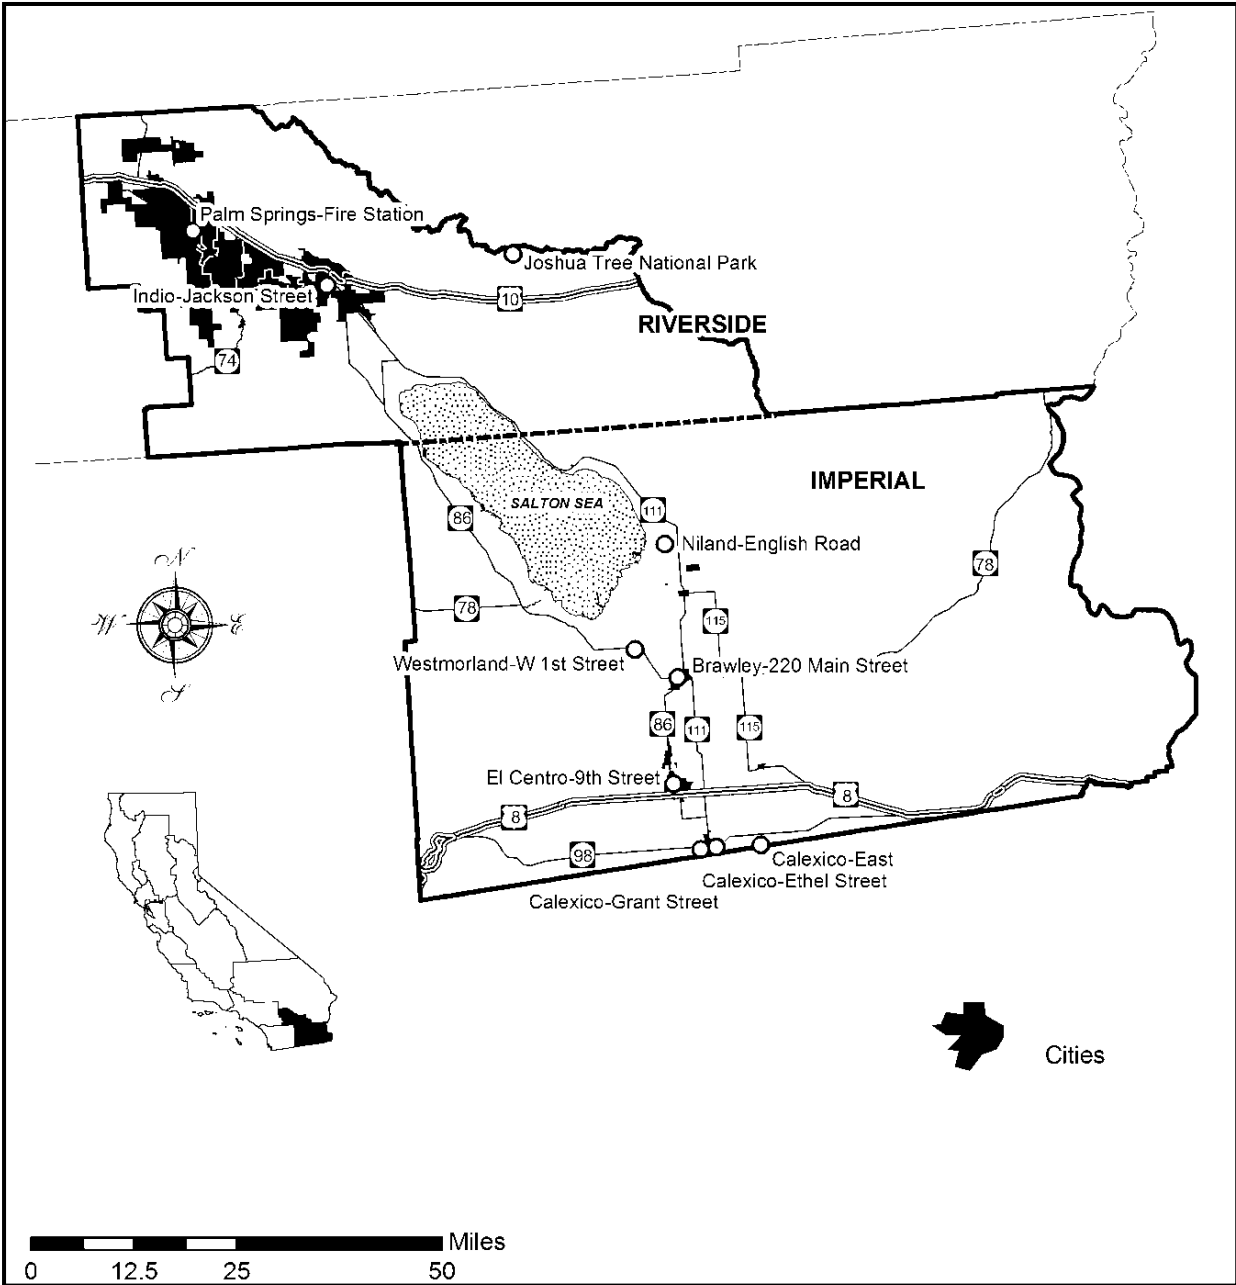 Palm Springs-Fire Station
Joshua Tree National Park
Indio-Jackson Street
10
RIVERSIDE
74
IMPERIAL
SALTON SEA
111
86
Niland-English Road
78
78
115
Westmorland-W 1st Street
Brawley-220 Main Street
86
111
115
El Centro-9th Street
8
8
98
Calexico-East
Calexico-Ethel Street
Calexico-Grant Street
N
W
E
S
Cities
Miles
0 12.5 25 50